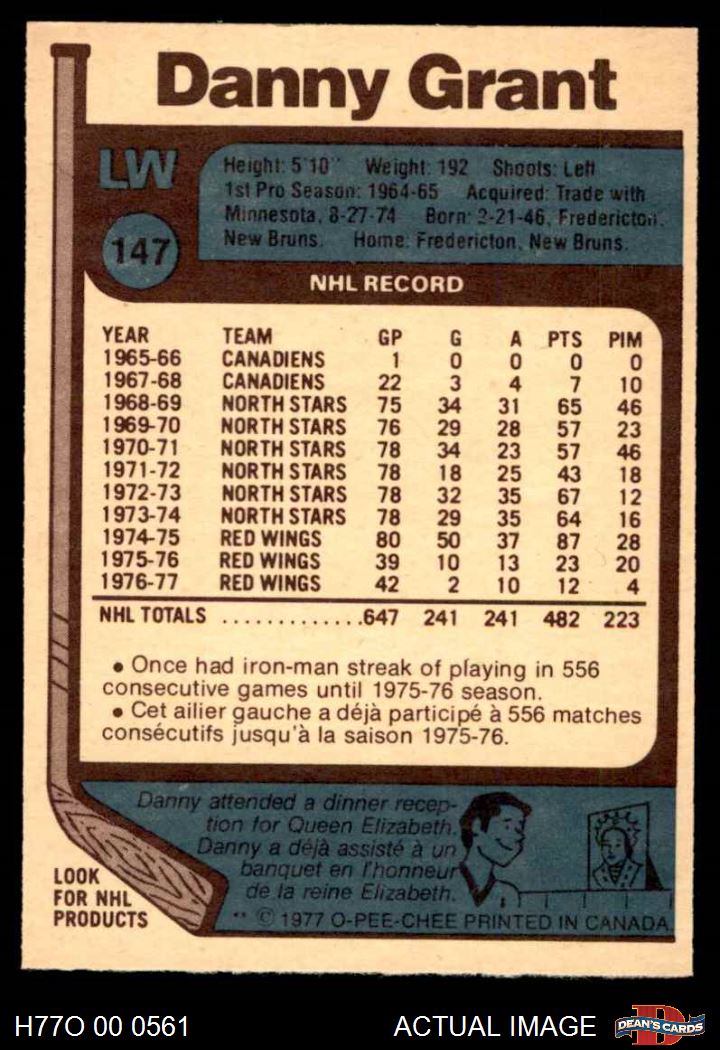 Danny Grant
LW
147
Height: 5'10" Weight: 192 Shoots: Left
1st Pro Season: 1964-65 Acquired: Trade with
Minnesota, 8-27-74 Born: 2-21-46, Fredericton,
New Bruns. Home: Fredericton, New Bruns.
NHL RECORD
YEAR TEAM GP G A PTS PIM
1965-66 CANADIENS 1 0 0 0 0
1967-68 CANADIENS 22 3 4 7 10
1968-69 NORTH STARS 75 34 31 65 46
1969-70 NORTH STARS 76 29 28 57 23
1970-71 NORTH STARS 78 34 23 57 46
1971-72 NORTH STARS 78 18 25 43 18
1972-73 NORTH STARS 78 32 35 67 12
1973-74 NORTH STARS 78 29 35 64 16
1974-75 RED WINGS 80 50 37 87 28
1975-76 RED WINGS 39 10 13 23 20
1976-77 RED WINGS 42 2 10 12 4
NHL TOTALS .............647 241 241 482 223
• Once had iron-man streak of playing in 556
consecutive games until 1975-76 season.
• Cet ailier gauche a déjà participé à 556 matches
consécutifs jusqu'à la saison 1975-76.
Danny attended a dinner recep-
tion for Queen Elizabeth.
Danny a déjà assisté à un
banquet en l'honneur
de la reine Elizabeth.
LOOK
FOR NHL
PRODUCTS
** © 1977 O-PEE-CHEE PRINTED IN CANADA
H77O 00 0561 ACTUAL IMAGE
D
DEAN'S CARDS